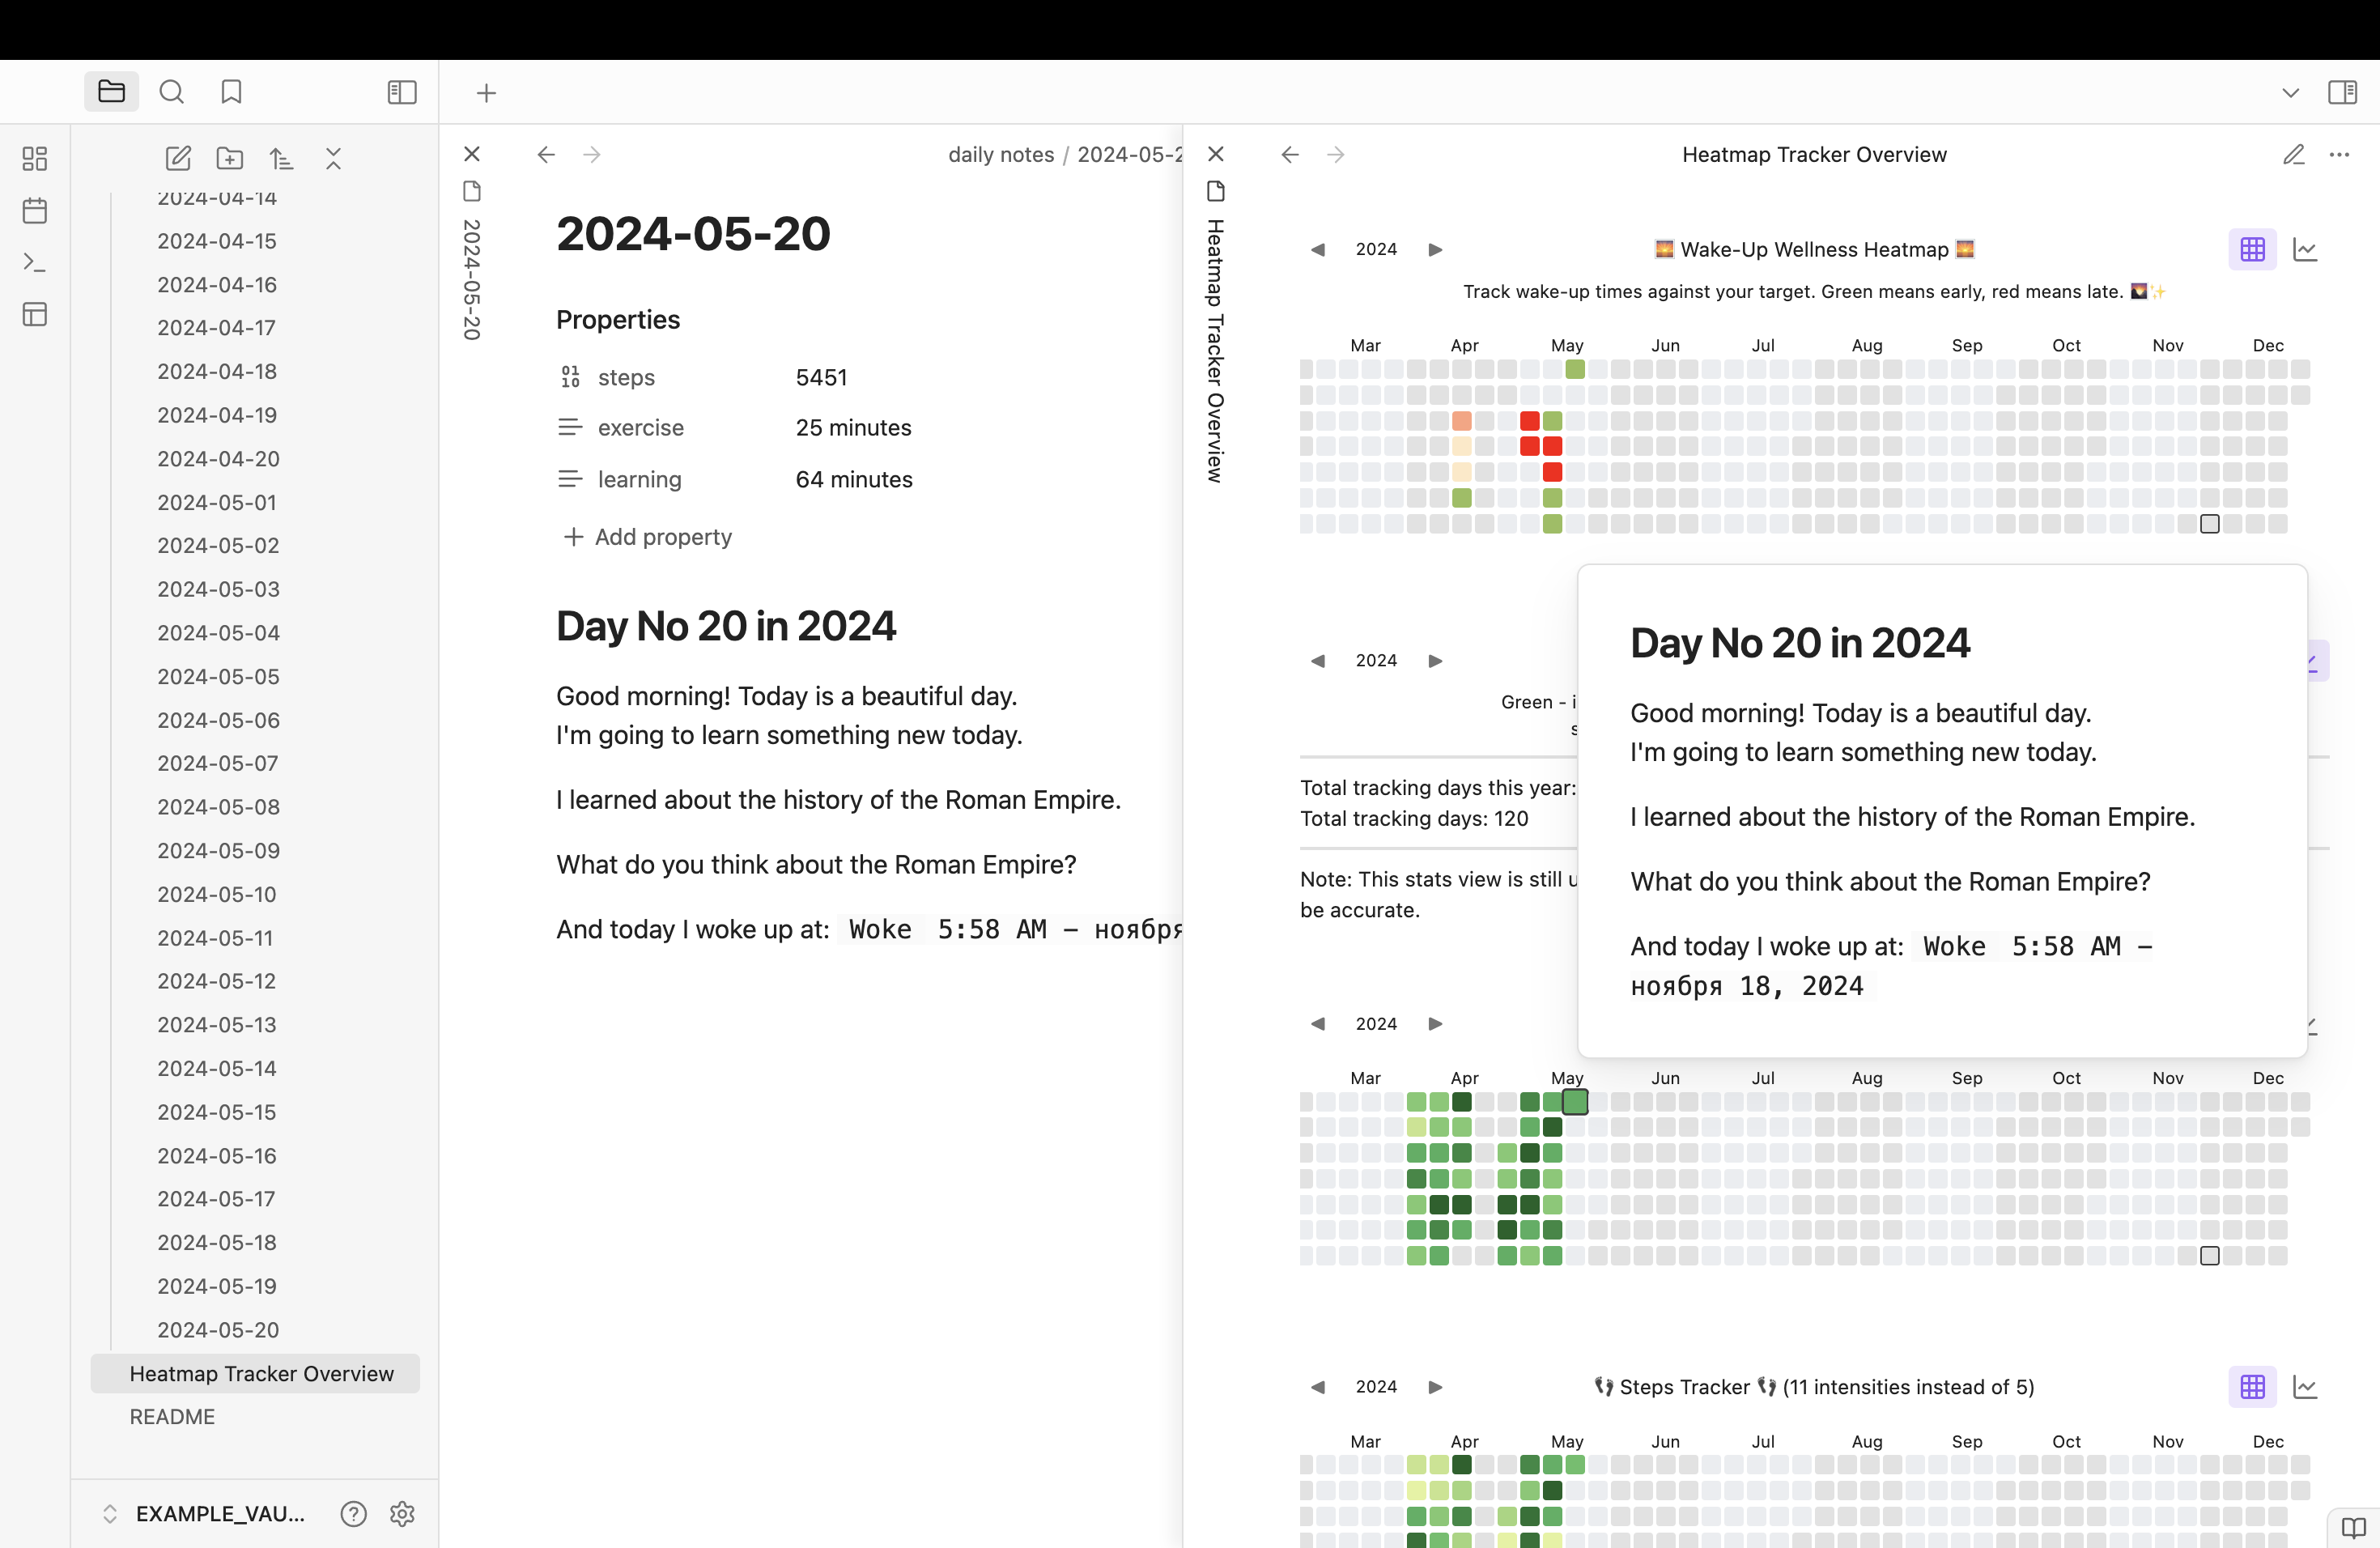 2024-04-14
2024-04-15
2024-04-16
2024-04-17
2024-04-18
2024-04-19
2024-04-20
2024-05-01
2024-05-02
2024-05-03
2024-05-04
2024-05-05
2024-05-06
2024-05-07
2024-05-08
2024-05-09
2024-05-10
2024-05-11
2024-05-12
2024-05-13
2024-05-14
2024-05-15
2024-05-16
2024-05-17
2024-05-18
2024-05-19
2024-05-20
Heatmap Tracker Overview
README
EXAMPLE_VAU...
2024-05-20
daily notes / 2024-05-2
2024-05-20
Properties
steps 5451
exercise 25 minutes
learning 64 minutes
Add property
Day No 20 in 2024
Good morning! Today is a beautiful day.
I'm going to learn something new today.
I learned about the history of the Roman Empire.
What do you think about the Roman Empire?
And today I woke up at: Woke 5:58 AM – ноября
Heatmap Tracker Overview
Heatmap Tracker Overview
2024
🌅 Wake-Up Wellness Heatmap 🌅
Track wake-up times against your target. Green means early, red means late. 🌄✨
Mar Apr May Jun Jul Aug Sep Oct Nov Dec
2024
Green - i
s
Total tracking days this year:
Total tracking days: 120
Note: This stats view is still u
be accurate.
Day No 20 in 2024
Good morning! Today is a beautiful day.
I'm going to learn something new today.
I learned about the history of the Roman Empire.
What do you think about the Roman Empire?
And today I woke up at: Woke 5:58 AM –
ноября 18, 2024
2024
Mar Apr May Jun Jul Aug Sep Oct Nov Dec
2024
👣 Steps Tracker 👣 (11 intensities instead of 5)
Mar Apr May Jun Jul Aug Sep Oct Nov Dec